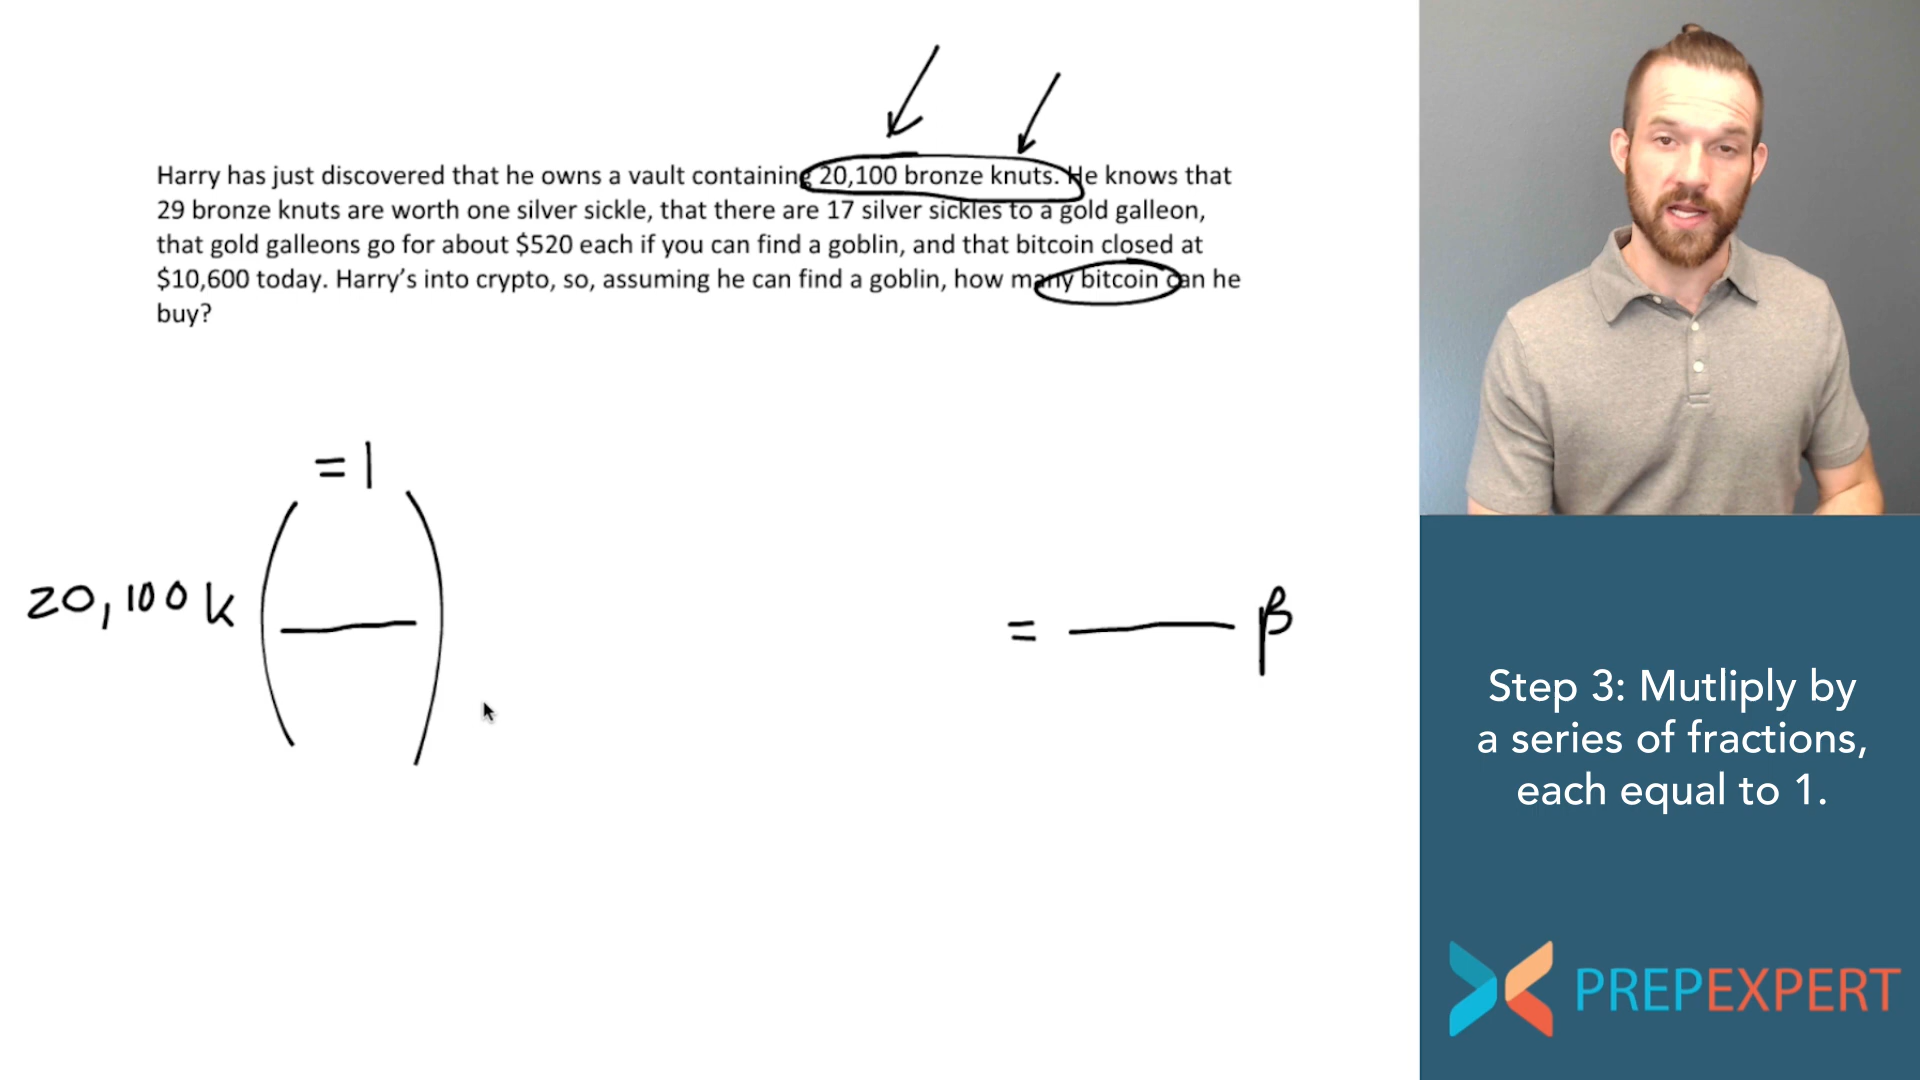 Harry has just discovered that he owns a vault containing 20,100 bronze knuts. He knows that
29 bronze knuts are worth one silver sickle, that there are 17 silver sickles to a gold galleon,
that gold galleons go for about $520 each if you can find a goblin, and that bitcoin closed at
$10,600 today. Harry’s into crypto, so, assuming he can find a goblin, how many bitcoin can he
buy?
= 1
20,100 k ( — )
= — β
Step 3: Mutliply by
a series of fractions,
each equal to 1.
PREPEXPERT